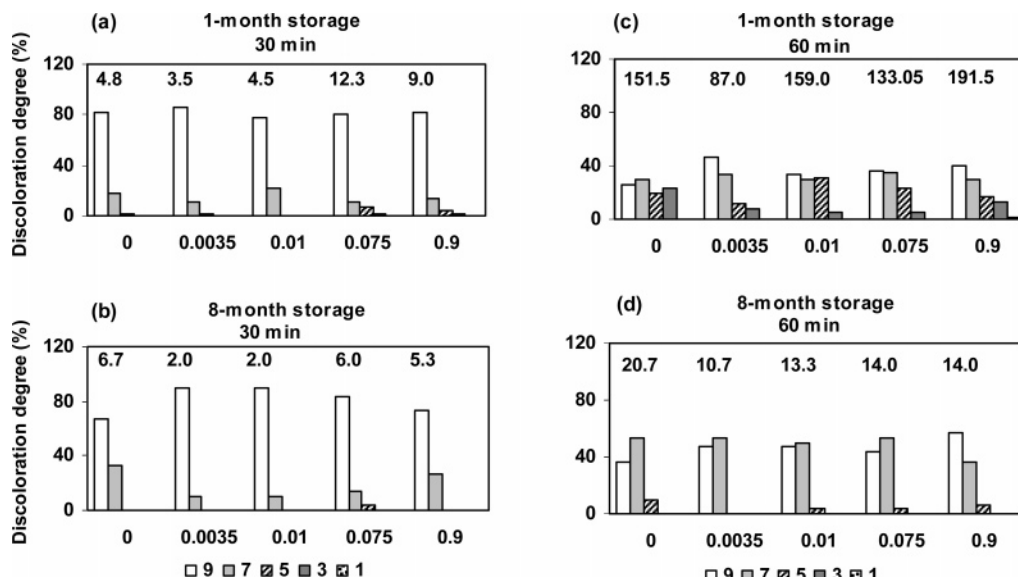 (a) 1-month storage
30 min
Discoloration degree (%)
120
80
40
0
4.8 3.5 4.5 12.3 9.0
0 0.0035 0.01 0.075 0.9
(c) 1-month storage
60 min
120
80
40
0
151.5 87.0 159.0 133.05 191.5
0 0.0035 0.01 0.075 0.9
(b) 8-month storage
30 min
Discoloration degree (%)
120
80
40
0
6.7 2.0 2.0 6.0 5.3
0 0.0035 0.01 0.075 0.9
9 7 5 3 1
(d) 8-month storage
60 min
120
80
40
0
20.7 10.7 13.3 14.0 14.0
0 0.0035 0.01 0.075 0.9
9 7 5 3 1